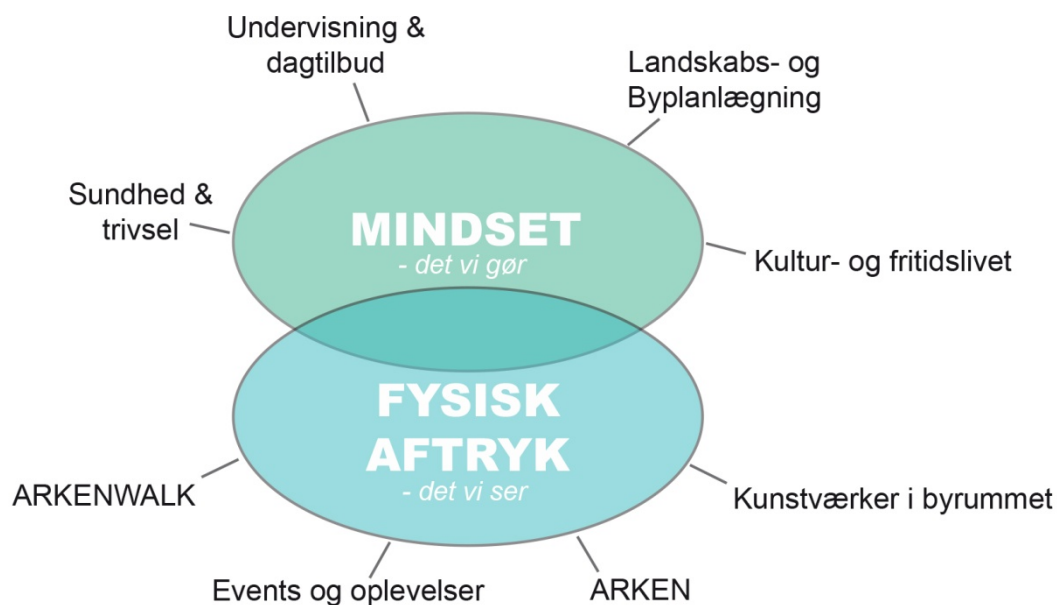 Undervisning &
dagtilbud
Landskabs- og
Byplanlægning
Sundhed &
trivsel
MINDSET
- det vi gør
Kultur- og fritidslivet
FYSISK
AFTRYK
- det vi ser
ARKENWALK
Kunstværker i byrummet
Events og oplevelser
ARKEN